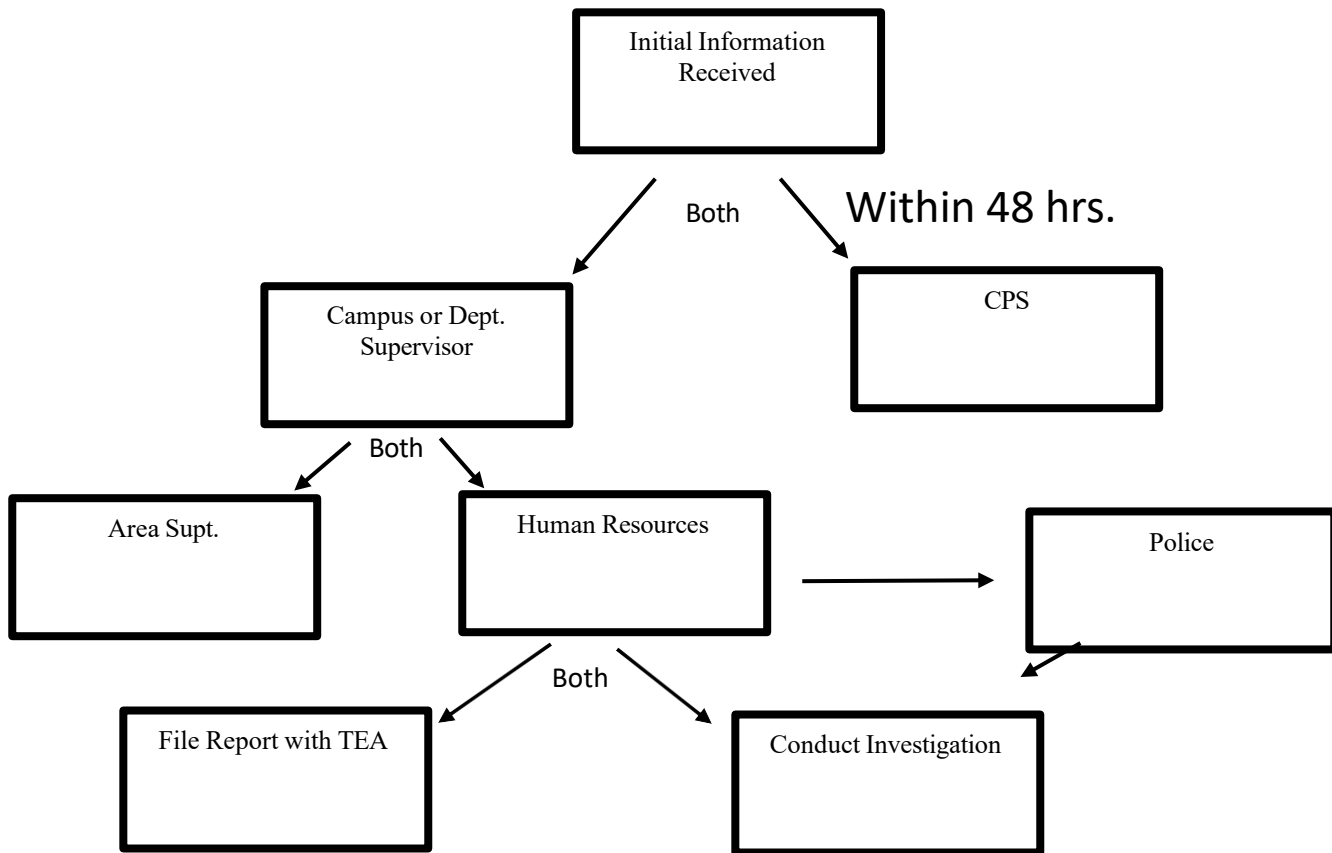 Initial Information
Received
Both
Within 48 hrs.
Campus or Dept.
Supervisor
CPS
Both
Area Supt.
Human Resources
Police
Both
File Report with TEA
Conduct Investigation